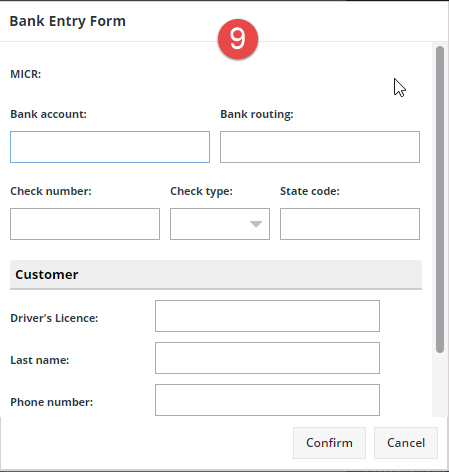 Bank Entry Form
9
MICR:
Bank account: Bank routing:
Check number: Check type: State code:
Customer
Driver's Licence:
Last name:
Phone number:
Confirm Cancel